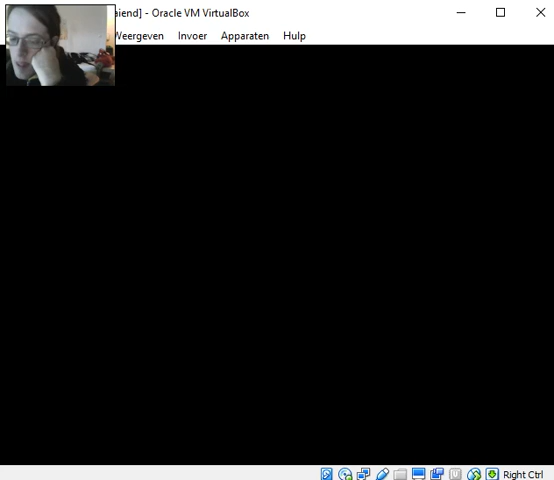 aiend] - Oracle VM VirtualBox
Weergeven Invoer Apparaten Hulp
Right Ctrl